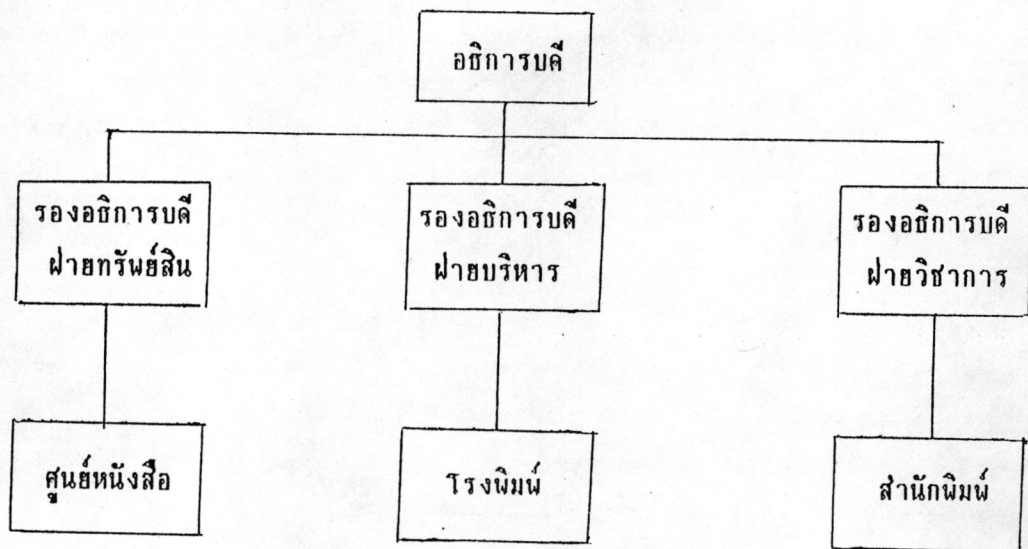 อธิการบดี
รองอธิการบดี
ฝ่ายทรัพย์สิน
รองอธิการบดี
ฝ่ายบริหาร
รองอธิการบดี
ฝ่ายวิชาการ
ศูนย์หนังสือ
โรงพิมพ์
สำนักพิมพ์